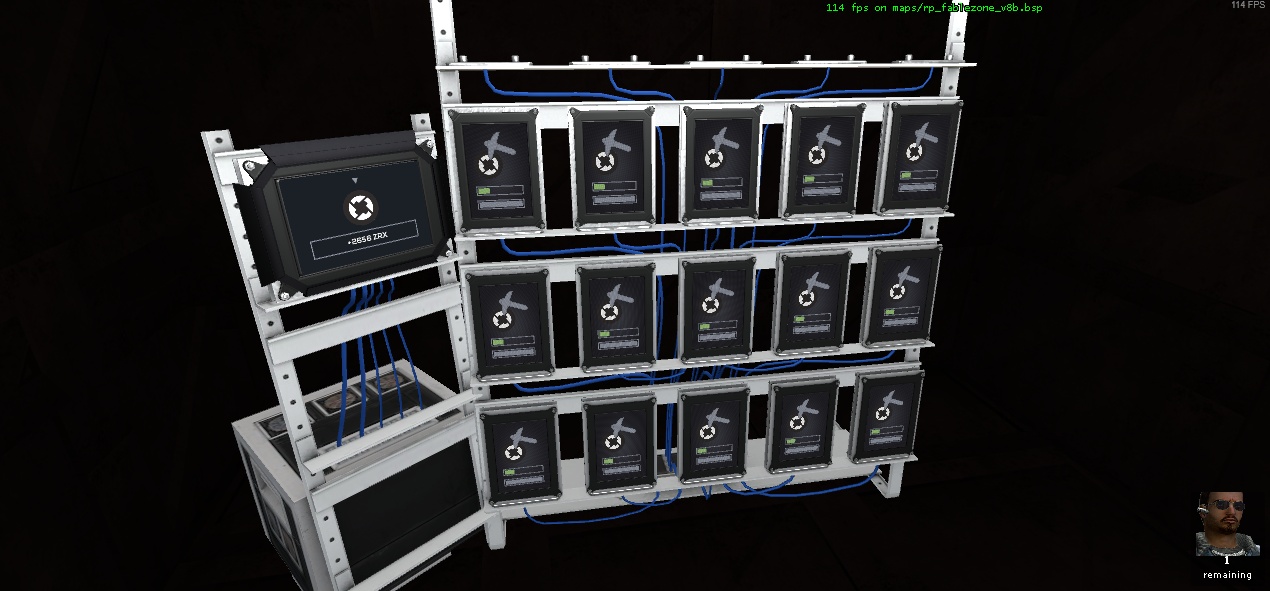 114 fps on maps/rp_fablezone_v8b.bsp
114 FPS
+2656 ZRX
1
remaining